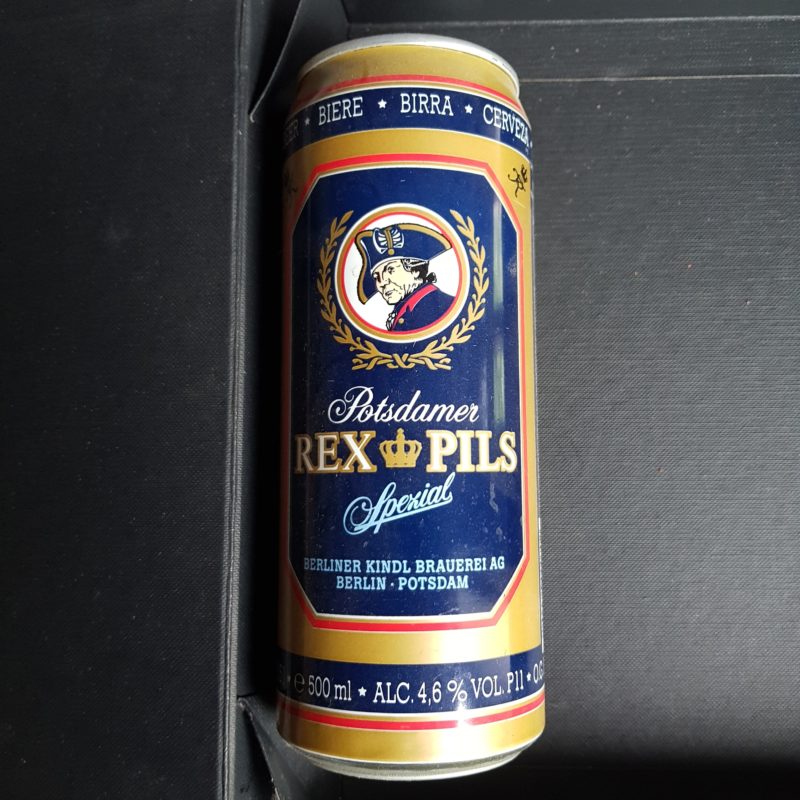 BIERE ★ BIRRA ★ CERVEZA
Potsdamer
REX PILS
Spezial
BERLINER KINDL BRAUEREI AG
BERLIN · POTSDAM
℮ 500 ml ★ ALC. 4,6 % VOL. P11 ★